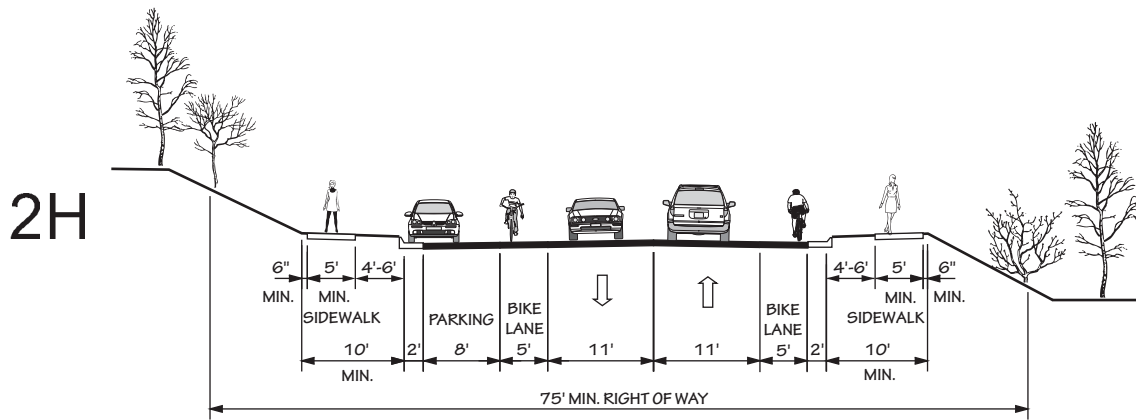 2H
6" 5' 4'-6' 4'-6' 5' 6"
MIN. MIN. MIN. MIN.
SIDEWALK PARKING BIKE LANE BIKE LANE SIDEWALK
10' 2' 8' 5' 11' 11' 5' 2' 10'
MIN. MIN.
75' MIN. RIGHT OF WAY